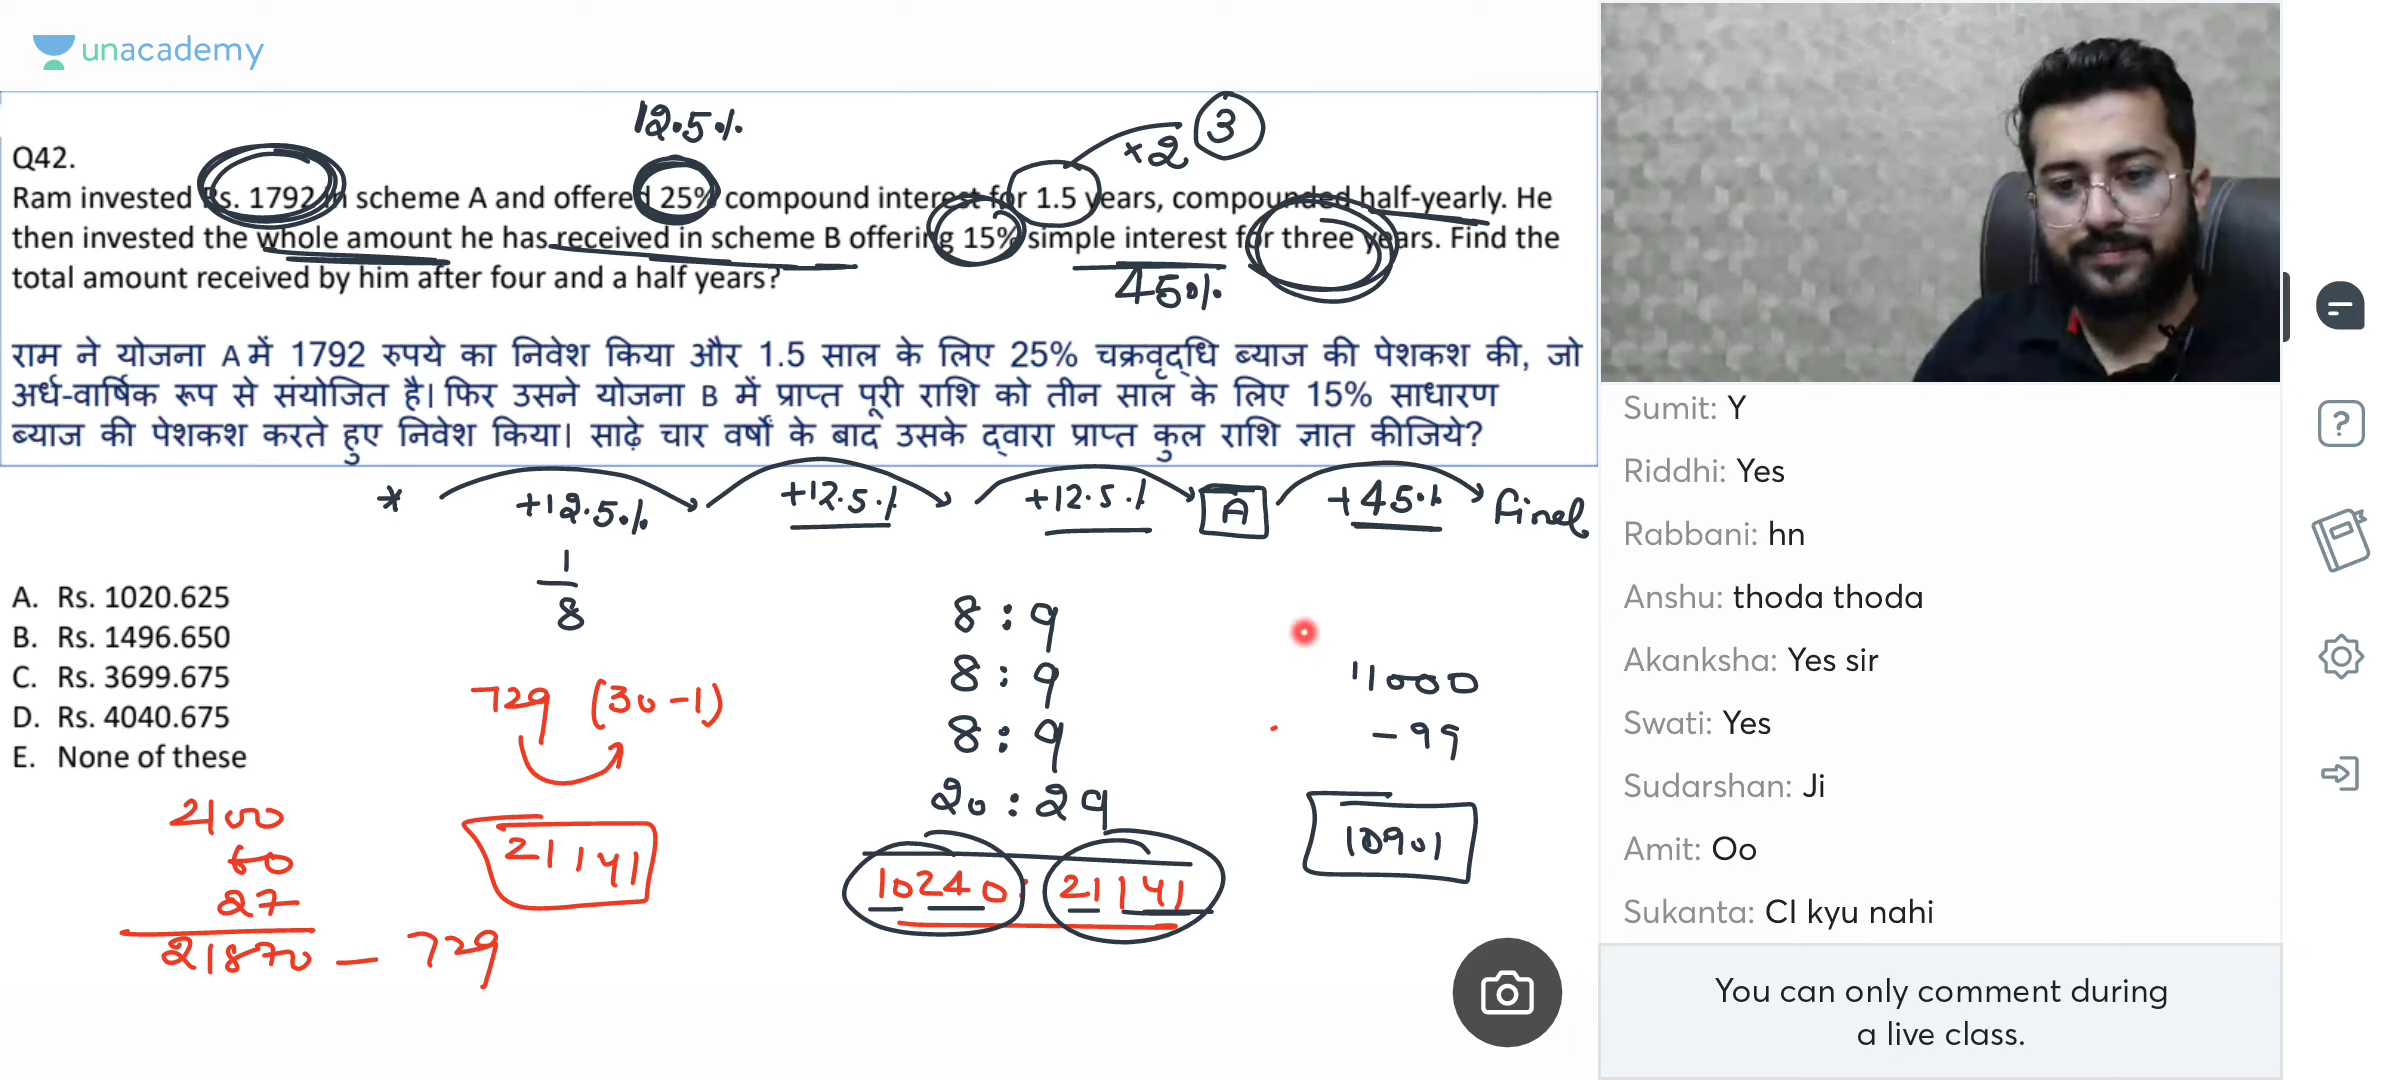 unacademy
12.5%
3
×2
Q42.
Ram invested Rs. 1792 in scheme A and offered 25% compound interest for 1.5 years, compounded half-yearly. He
then invested the whole amount he has received in scheme B offering 15% simple interest for three years. Find the
total amount received by him after four and a half years?
45%
राम ने योजना A में 1792 रुपये का निवेश किया और 1.5 साल के लिए 25% चक्रवृद्धि ब्याज की पेशकश की, जो
अर्ध-वार्षिक रूप से संयोजित है। फिर उसने योजना B में प्राप्त पूरी राशि को तीन साल के लिए 15% साधारण
ब्याज की पेशकश करते हुए निवेश किया। साढ़े चार वर्षों के बाद उसके द्वारा प्राप्त कुल राशि ज्ञात कीजिये?
* +12.5% +12.5% +12.5% A +45% final
1
8
A. Rs. 1020.625
B. Rs. 1496.650
C. Rs. 3699.675
D. Rs. 4040.675
E. None of these
729 (30-1)
21141
2100
60
27
21870 - 729
8 : 9
8 : 9
8 : 9
20 : 29
10240 : 21141
11000
- 99
10901
Sumit: Y
Riddhi: Yes
Rabbani: hn
Anshu: thoda thoda
Akanksha: Yes sir
Swati: Yes
Sudarshan: Ji
Amit: Oo
Sukanta: CI kyu nahi
You can only comment during
a live class.
?